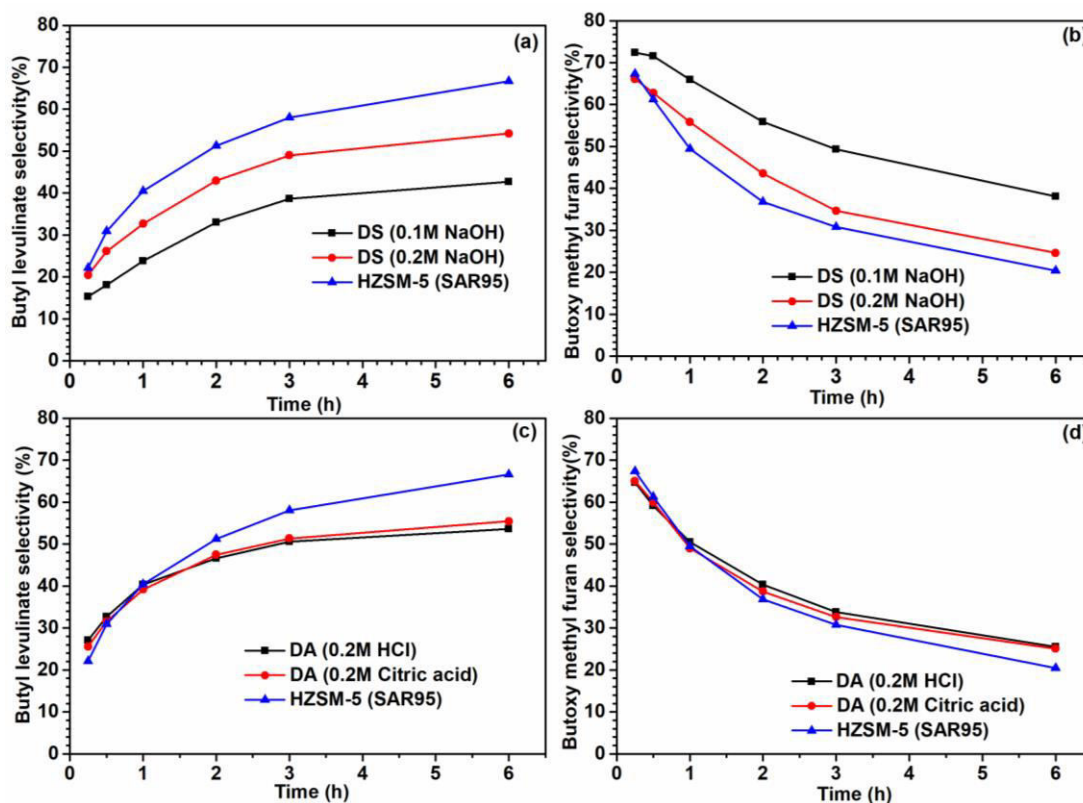 80
70
60
50
40
30
20
10
0
Butyl levulinate selectivity(%)
(a)
DS (0.1M NaOH)
DS (0.2M NaOH)
HZSM-5 (SAR95)
0 1 2 3 4 5 6
Time (h)
80
70
60
50
40
30
20
10
0
Butoxy methyl furan selectivity(%)
(b)
DS (0.1M NaOH)
DS (0.2M NaOH)
HZSM-5 (SAR95)
0 1 2 3 4 5 6
Time (h)
80
70
60
50
40
30
20
10
0
Butyl levulinate selectivity (%)
(c)
DA (0.2M HCl)
DA (0.2M Citric acid)
HZSM-5 (SAR95)
0 1 2 3 4 5 6
Time (h)
80
70
60
50
40
30
20
10
0
Butoxy methyl furan selectivity(%)
(d)
DA (0.2M HCl)
DA (0.2M Citric acid)
HZSM-5 (SAR95)
0 1 2 3 4 5 6
Time (h)